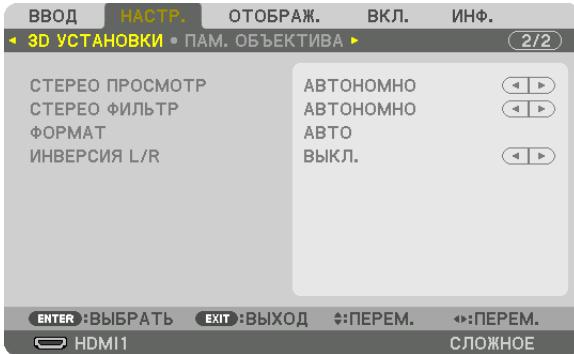 ВВОД НАСТР. ОТОБРАЖ. ВКЛ. ИНФ.
3D УСТАНОВКИ • ПАМ. ОБЪЕКТИВА 2/2
СТЕРЕО ПРОСМОТР АВТОНОМНО
СТЕРЕО ФИЛЬТР АВТОНОМНО
ФОРМАТ АВТО
ИНВЕРСИЯ L/R ВЫКЛ.
ENTER :ВЫБРАТЬ EXIT :ВЫХОД :ПЕРЕМ. :ПЕРЕМ.
HDMI1 СЛОЖНОЕ